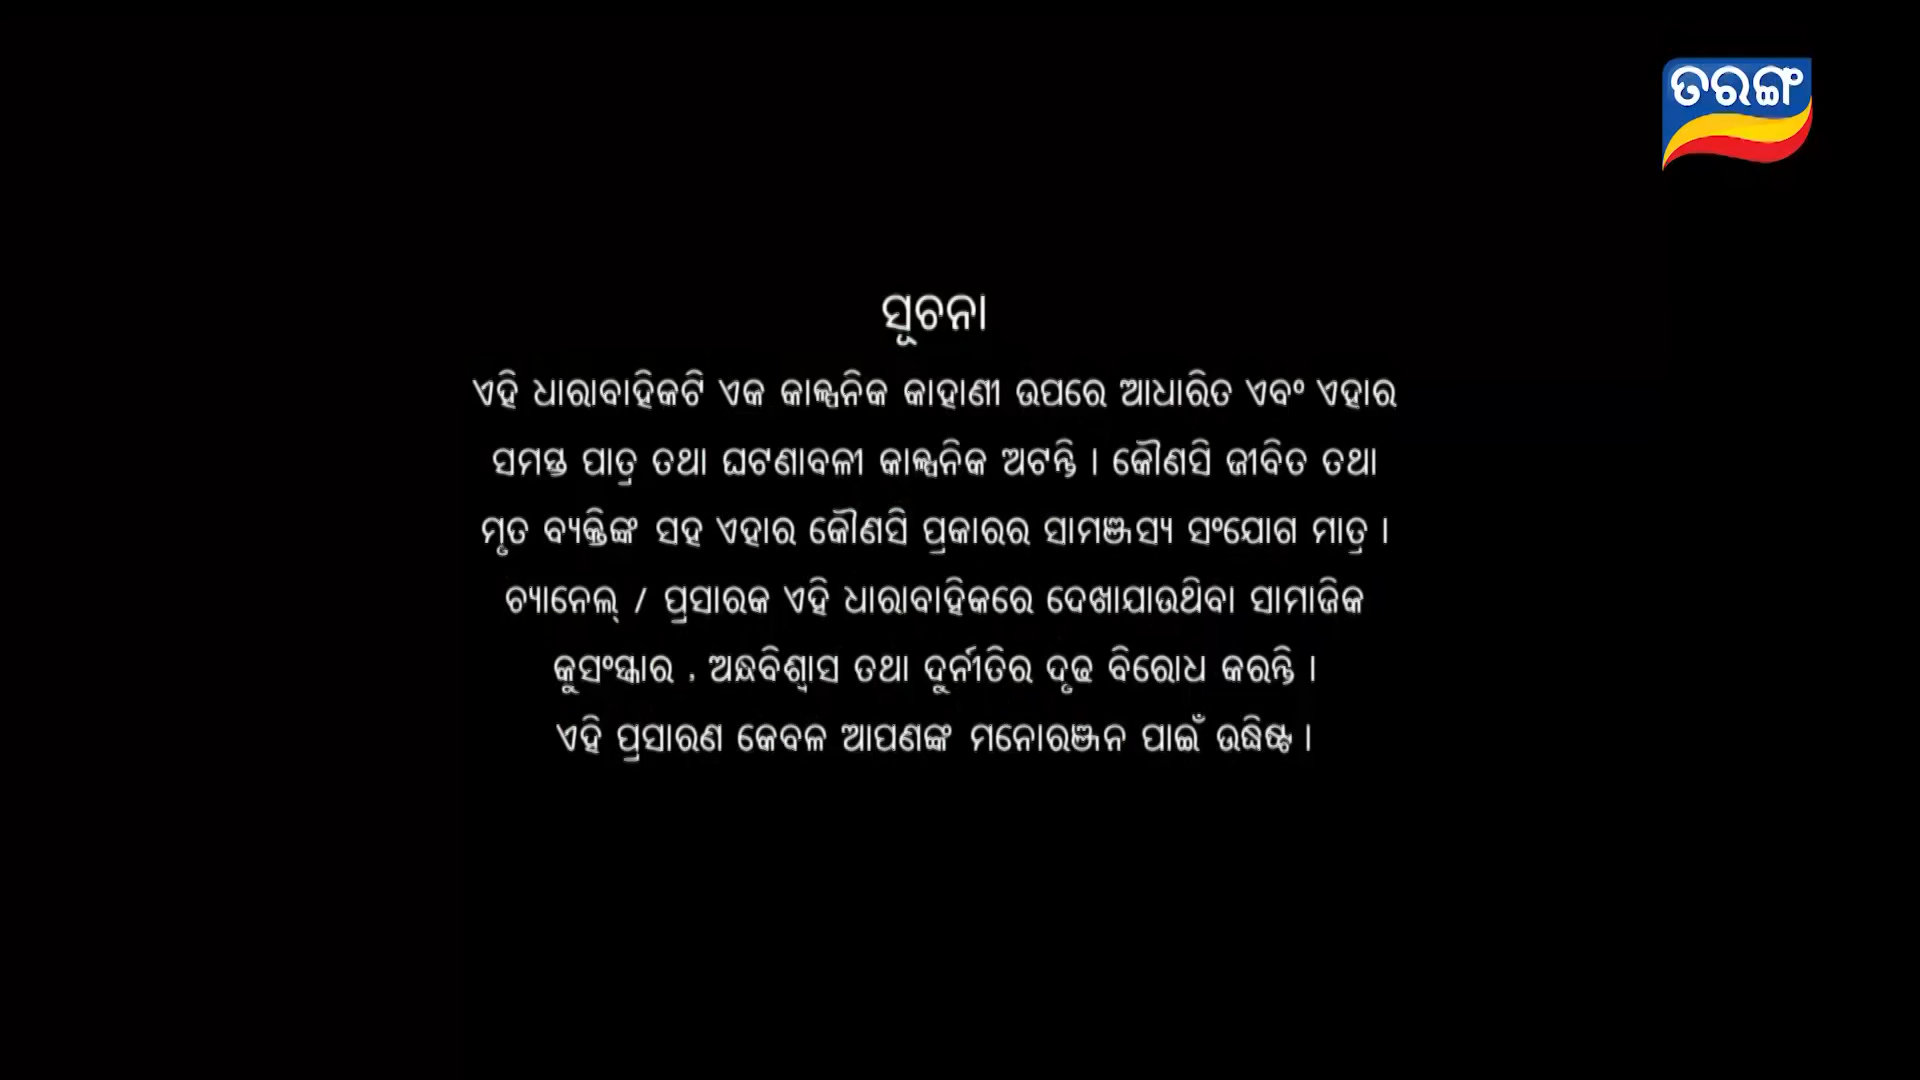 ତରଙ୍ଗ
ସୂଚନା
ଏହି ଧାରାବାହିକଟି ଏକ କାଳ୍ପନିକ କାହାଣୀ ଉପରେ ଆଧାରିତ ଏବଂ ଏହାର
ସମସ୍ତ ପାତ୍ର ତଥା ଘଟଣାବଳୀ କାଳ୍ପନିକ ଅଟନ୍ତି । କୌଣସି ଜୀବିତ ତଥା
ମୃତ ବ୍ୟକ୍ତିଙ୍କ ସହ ଏହାର କୌଣସି ପ୍ରକାରର ସାମଞ୍ଜସ୍ୟ ସଂଯୋଗ ମାତ୍ର ।
ଚ୍ୟାନେଲ୍ / ପ୍ରସାରକ ଏହି ଧାରାବାହିକରେ ଦେଖାଯାଉଥିବା ସାମାଜିକ
କୁସଂସ୍କାର , ଅନ୍ଧବିଶ୍ୱାସ ତଥା ଦୁର୍ନୀତିର ଦୃଢ଼ ବିରୋଧ କରନ୍ତି ।
ଏହି ପ୍ରସାରଣ କେବଳ ଆପଣଙ୍କ ମନୋରଞ୍ଜନ ପାଇଁ ଉଦ୍ଧିଷ୍ଟ ।